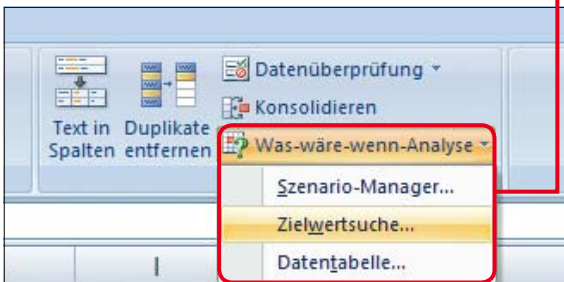 Text in Spalten
Duplikate entfernen
Datenüberprüfung
Konsolidieren
Was-wäre-wenn-Analyse
Szenario-Manager...
Zielwertsuche...
Datentabelle...
I